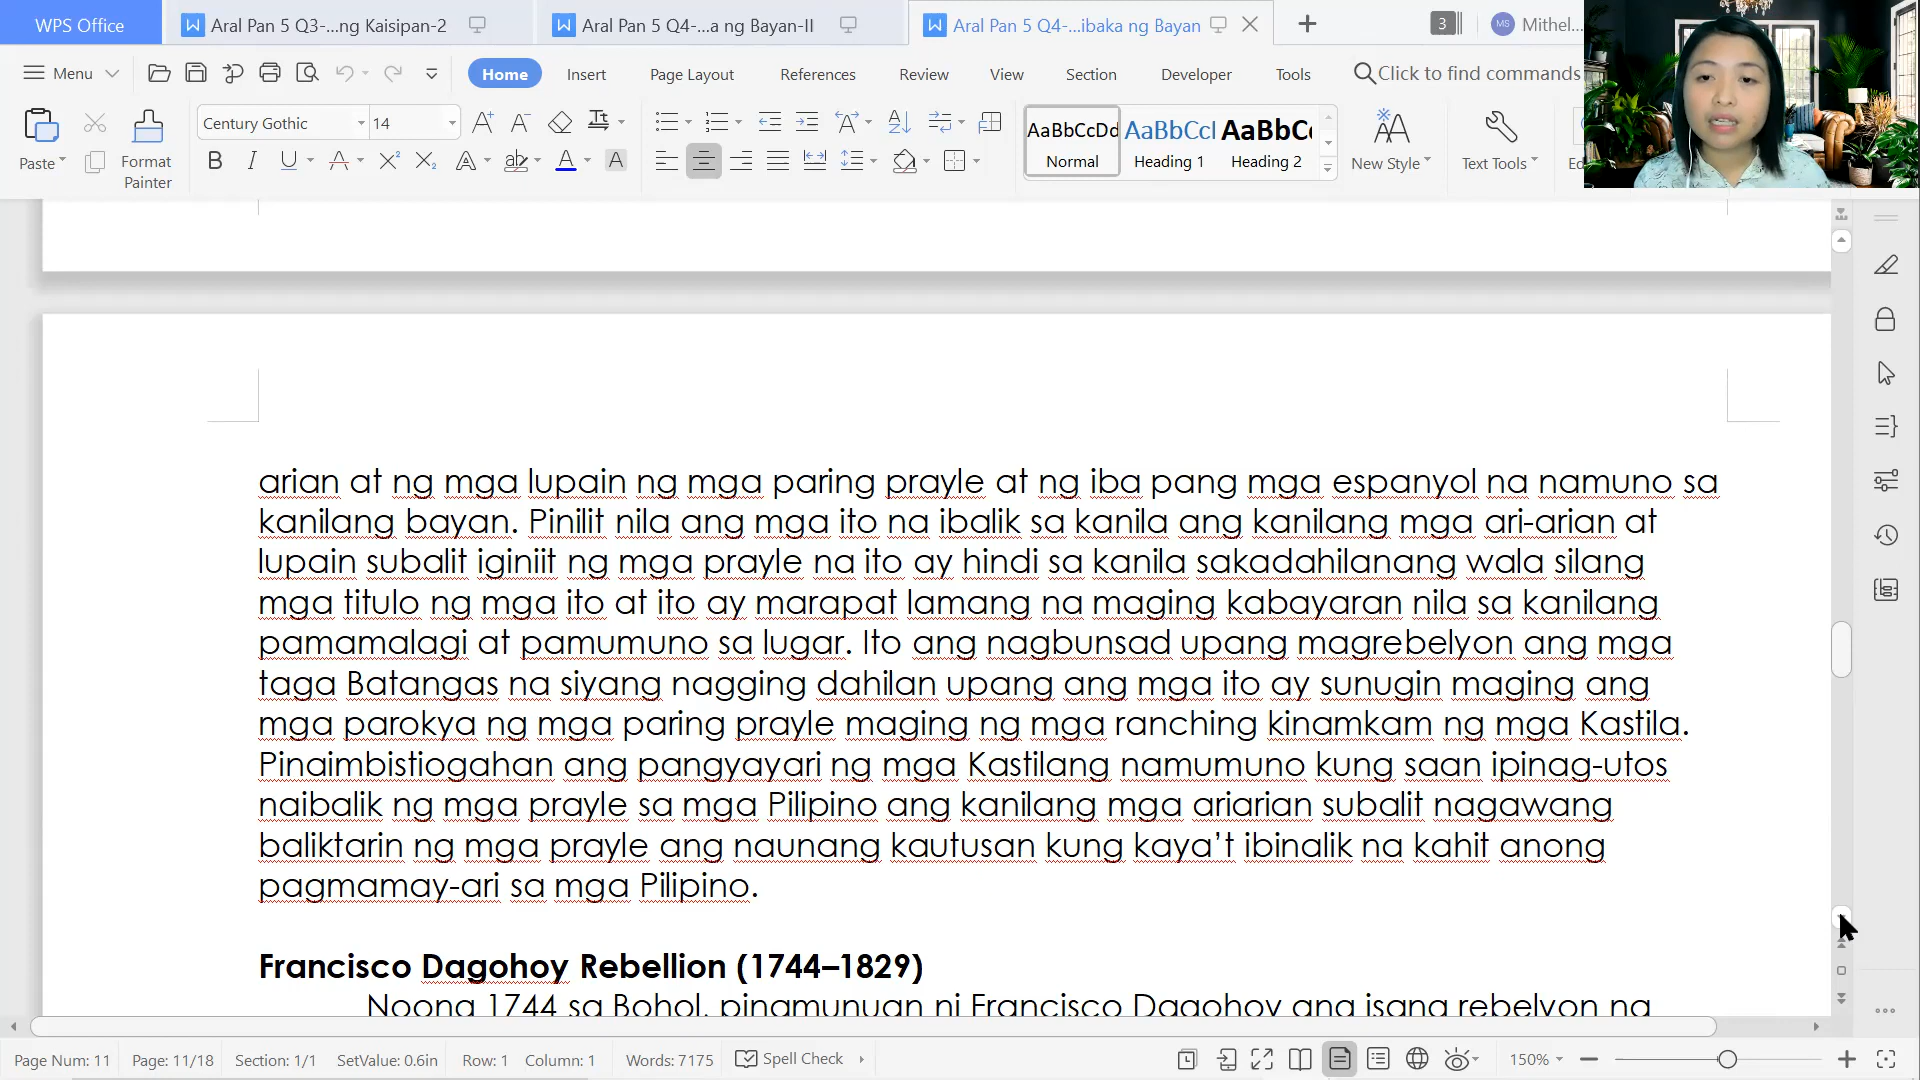 WPS Office
Aral Pan 5 Q3-...ng Kaisipan-2
Aral Pan 5 Q4-...a ng Bayan-II
Aral Pan 5 Q4-...ibaka ng Bayan
3
MS
Mithel...
Menu
Home
Insert
Page Layout
References
Review
View
Section
Developer
Tools
Click to find commands
Paste
Format
Painter
Century Gothic
14
AaBbCcDd
Normal
AaBbCcI
Heading 1
AaBbC
Heading 2
New Style
Text Tools
arian at ng mga lupain ng mga paring prayle at ng iba pang mga espanyol na namuno sa
kanilang bayan. Pinilit nila ang mga ito na ibalik sa kanila ang kanilang mga ari-arian at
lupain subalit iginiit ng mga prayle na ito ay hindi sa kanila sakadahilanang wala silang
mga titulo ng mga ito at ito ay marapat lamang na maging kabayaran nila sa kanilang
pamamalagi at pamumuno sa lugar. Ito ang nagbunsad upang magrebelyon ang mga
taga Batangas na siyang nagging dahilan upang ang mga ito ay sunugin maging ang
mga parokya ng mga paring prayle maging ng mga ranching kinamkam ng mga Kastila.
Pinaimbistiogahan ang pangyayari ng mga Kastilang namumuno kung saan ipinag-utos
naibalik ng mga prayle sa mga Pilipino ang kanilang mga ariarian subalit nagawang
baliktarin ng mga prayle ang naunang kautusan kung kaya't ibinalik na kahit anong
pagmamay-ari sa mga Pilipino.
Francisco Dagohoy Rebellion (1744–1829)
Noong 1744 sa Bohol, pinamunuan ni Francisco Dagohoy ang isang rebelyon ng
Page Num: 11
Page: 11/18
Section: 1/1
SetValue: 0.6in
Row: 1
Column: 1
Words: 7175
Spell Check
150%